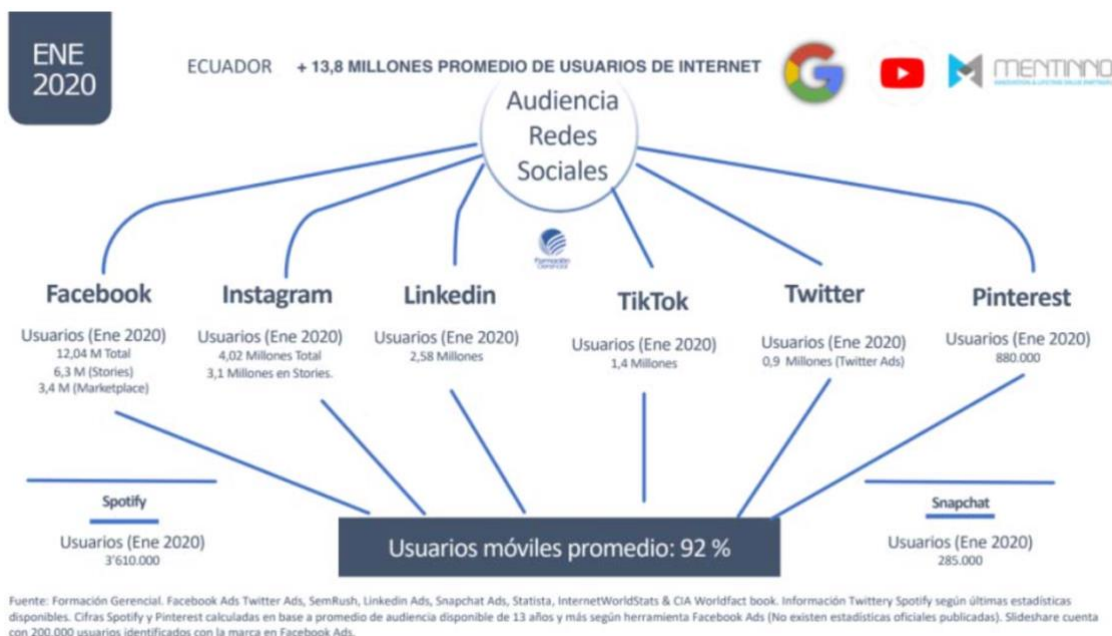 ENE
2020
ECUADOR + 13,8 MILLONES PROMEDIO DE USUARIOS DE INTERNET
MENTINNO
Audiencia
Redes
Sociales
Formación
Gerencial
Facebook
Usuarios (Ene 2020)
12,04 M Total
6,3 M (Stories)
3,4 M (Marketplace)
Instagram
Usuarios (Ene 2020)
4,02 Millones Total
3,1 Millones en Stories.
Linkedin
Usuarios (Ene 2020)
2,58 Millones
TikTok
Usuarios (Ene 2020)
1,4 Millones
Twitter
Usuarios (Ene 2020)
0,9 Millones (Twitter Ads)
Pinterest
Usuarios (Ene 2020)
880.000
Spotify
Usuarios (Ene 2020)
3'610.000
Usuarios móviles promedio: 92 %
Snapchat
Usuarios (Ene 2020)
285.000
Fuente: Formación Gerencial. Facebook Ads Twitter Ads, SemRush, Linkedin Ads, Snapchat Ads, Statista, InternetWorldStats & CIA Worldfact book. Información Twittery Spotify según últimas estadísticas
disponibles. Cifras Spotify y Pinterest calculadas en base a promedio de audiencia disponible de 13 años y más según herramienta Facebook Ads (No existen estadísticas oficiales publicadas). Slideshare cuenta
con 200.000 usuarios identificados con la marca en Facebook Ads.